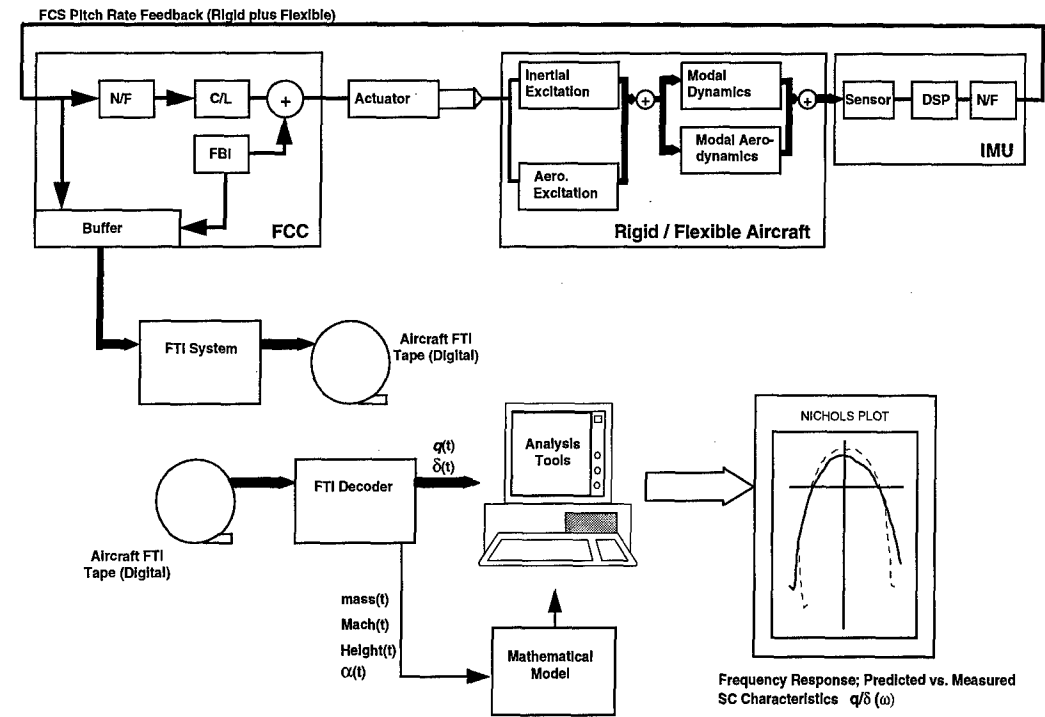 FCS Pitch Rate Feedback (Rigid plus Flexible)
N/F
C/L
+
FBI
Buffer
FCC
Actuator
Inertial
Excitation
Aero.
Excitation
+
Modal
Dynamics
Modal Aero-
dynamics
+
Rigid / Flexible Aircraft
Sensor
DSP
N/F
IMU
FTI System
Aircraft FTI
Tape (Digital)
Aircraft FTI
Tape (Digital)
FTI Decoder
q(t)
δ(t)
Analysis
Tools
mass(t)
Mach(t)
Height(t)
α(t)
Mathematical
Model
NICHOLS PLOT
Frequency Response; Predicted vs. Measured
SC Characteristics q/δ (ω)